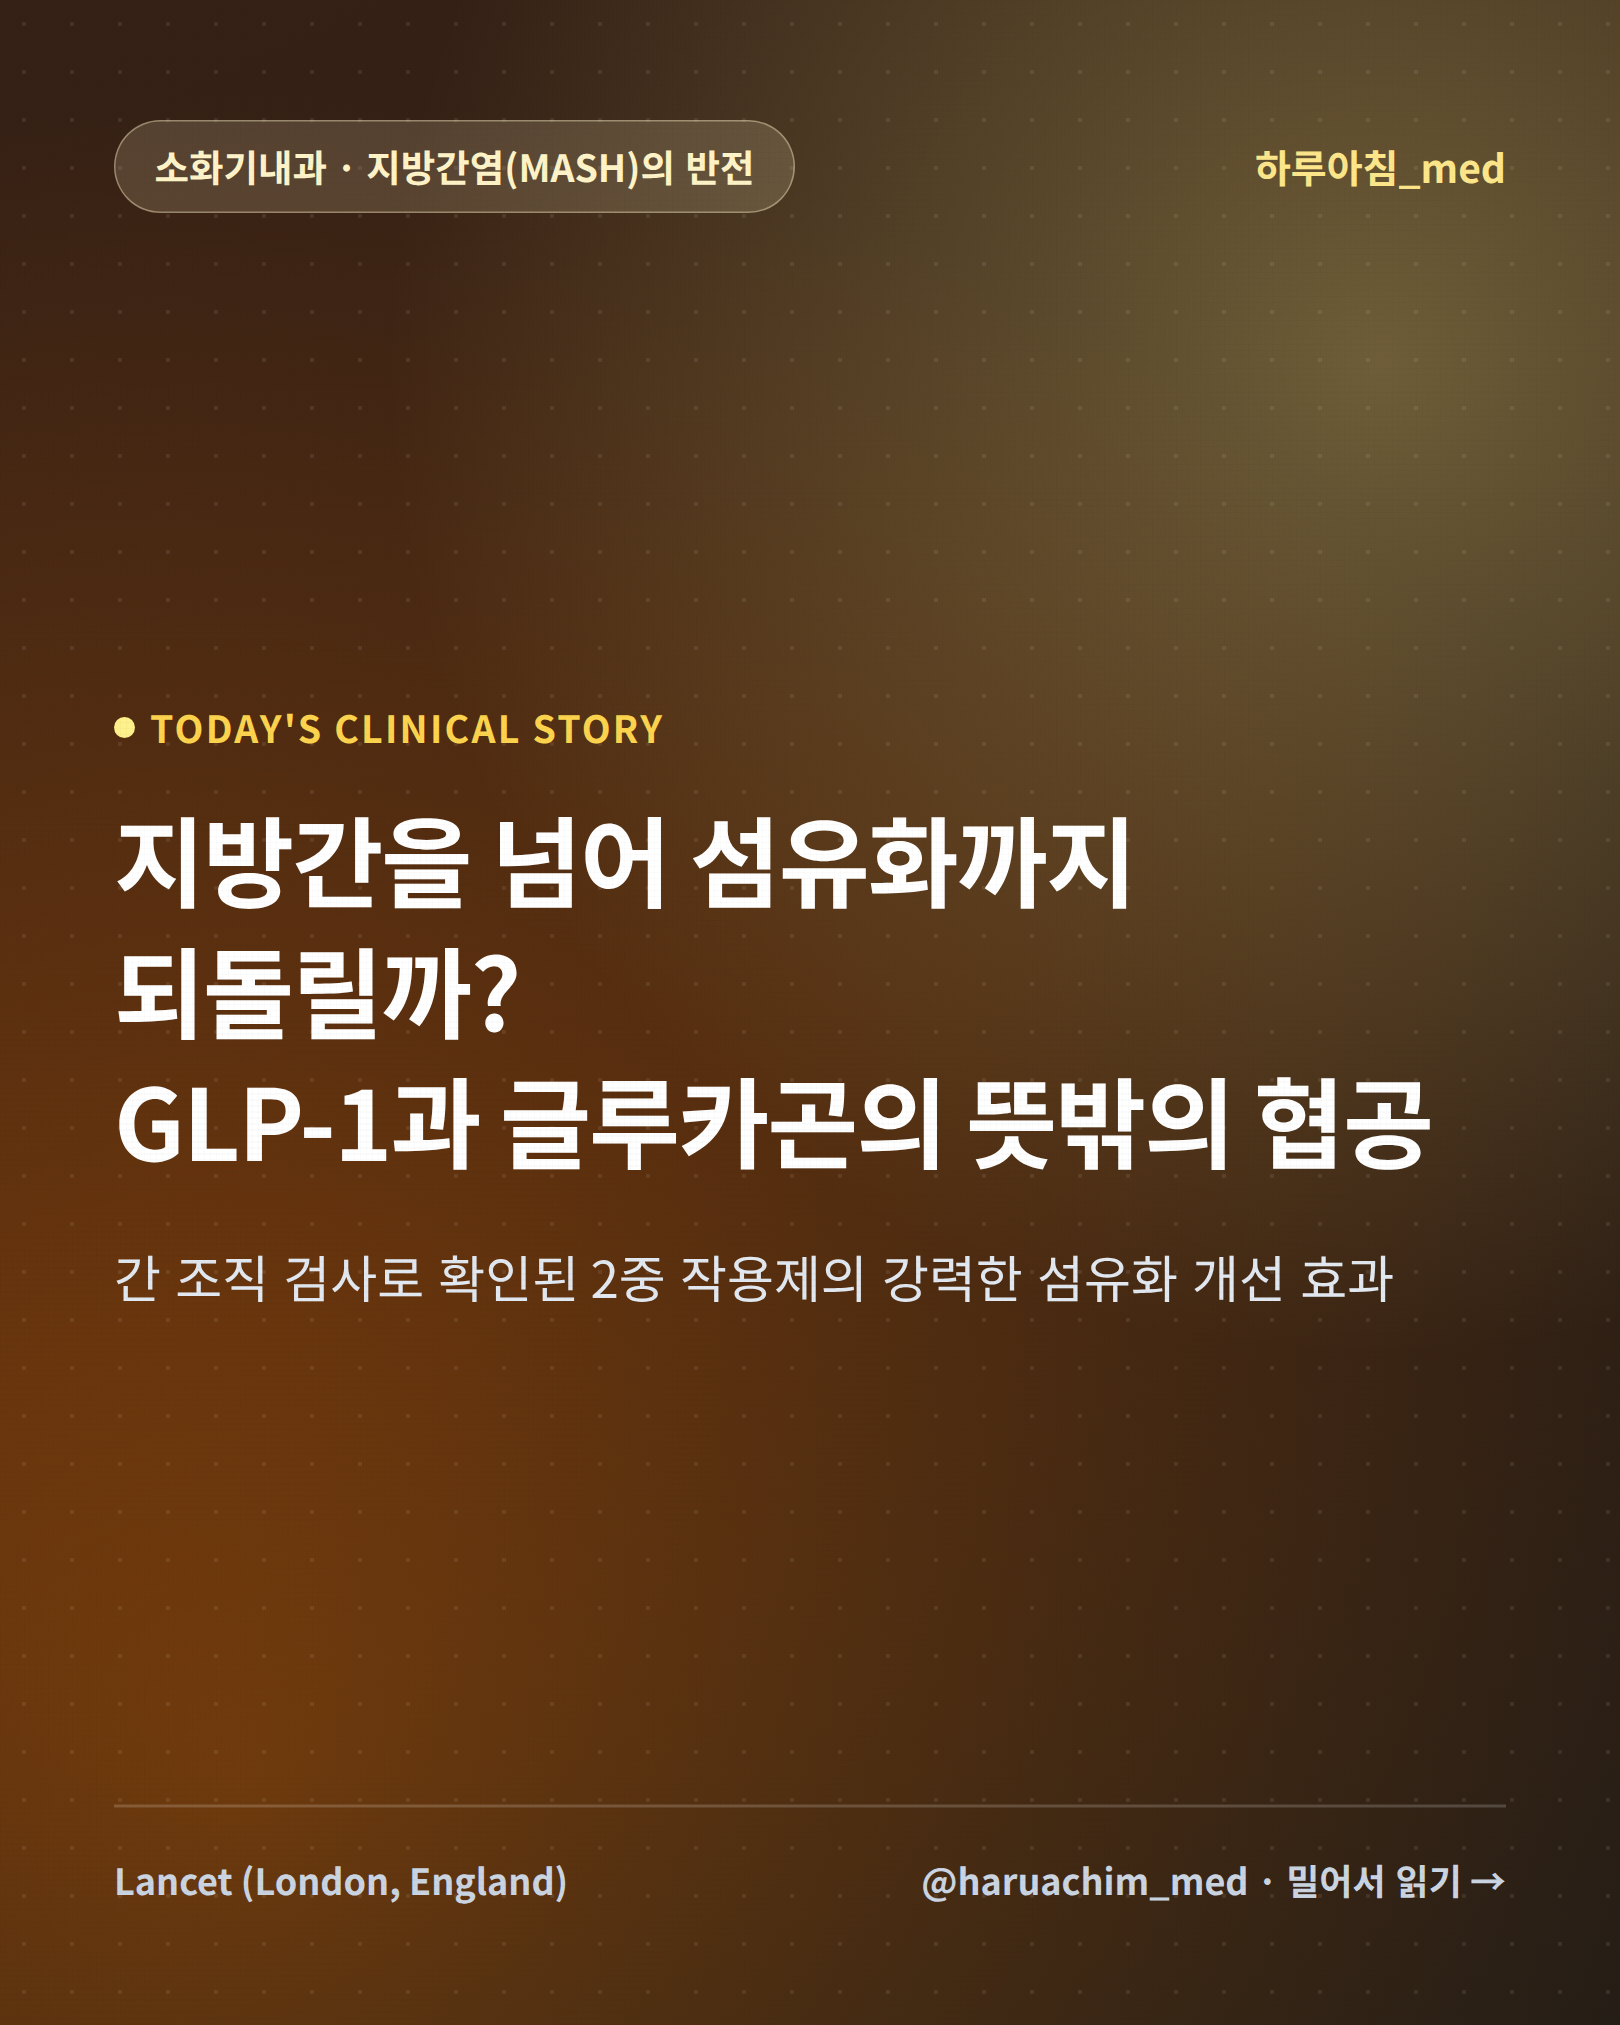 소화기내과 · 지방간염(MASH)의 반전
하루아침_med
TODAY'S CLINICAL STORY
지방간을 넘어 섬유화까지
되돌릴까?
GLP-1과 글루카곤의 뜻밖의 협공
간 조직 검사로 확인된 2중 작용제의 강력한 섬유화 개선 효과
Lancet (London, England)
@haruachim_med · 밀어서 읽기 →